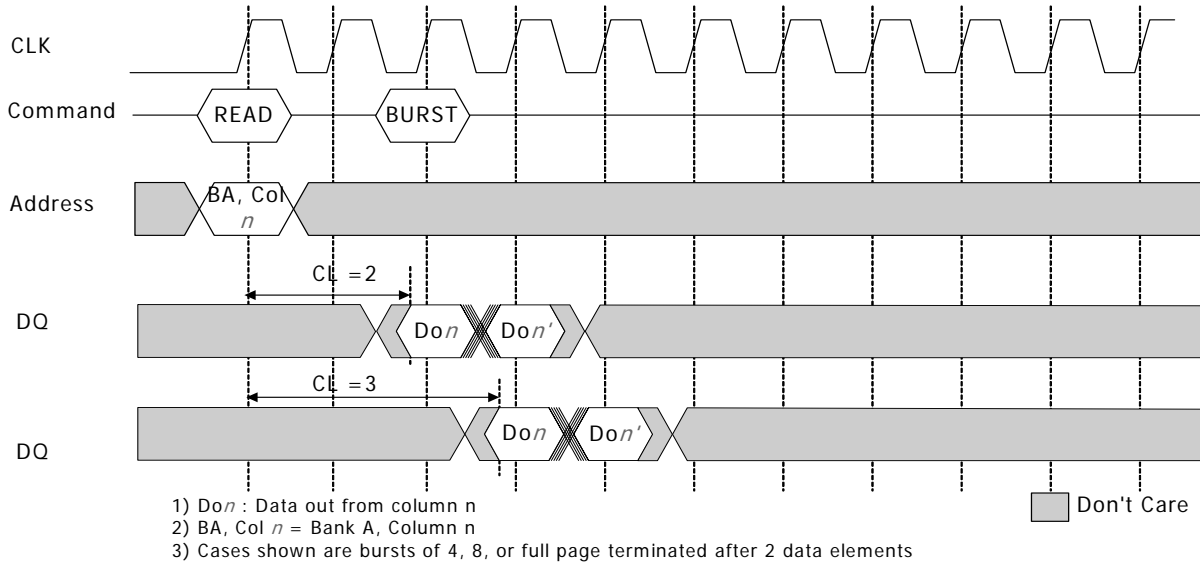 CLK
Command
READ
BURST
Address
BA, Col
n
CL =2
DQ
Don
Don'
CL =3
DQ
Don
Don'
1) Don : Data out from column n
2) BA, Col n = Bank A, Column n
3) Cases shown are bursts of 4, 8, or full page terminated after 2 data elements
Don't Care